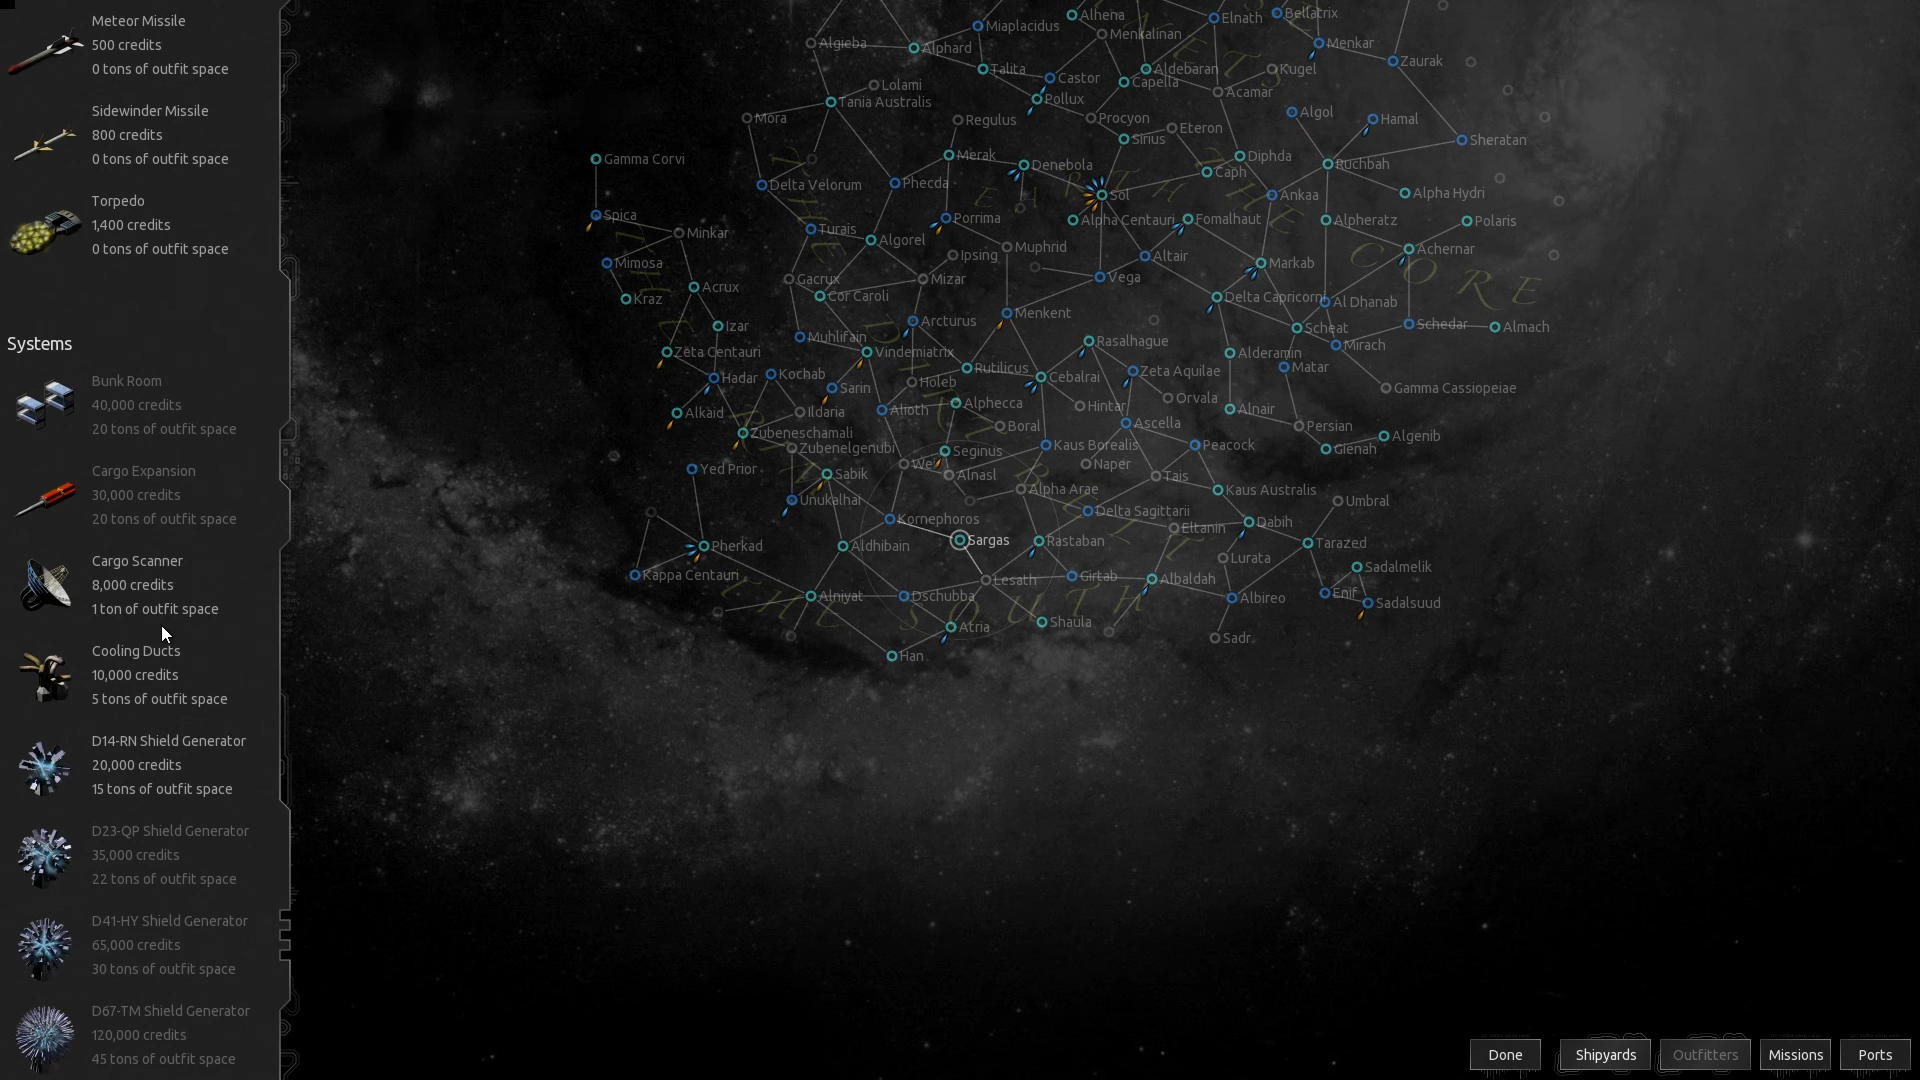 Meteor Missile
500 credits
0 tons of outfit space
Sidewinder Missile
800 credits
0 tons of outfit space
Torpedo
1,400 credits
0 tons of outfit space
Systems
Bunk Room
40,000 credits
20 tons of outfit space
Cargo Expansion
30,000 credits
20 tons of outfit space
Cargo Scanner
8,000 credits
1 ton of outfit space
Cooling Ducts
10,000 credits
5 tons of outfit space
D14-RN Shield Generator
20,000 credits
15 tons of outfit space
D23-QP Shield Generator
35,000 credits
22 tons of outfit space
D41-HY Shield Generator
65,000 credits
30 tons of outfit space
D67-TM Shield Generator
120,000 credits
45 tons of outfit space
Alhena
Elnath
Bellatrix
Miaplacidus
Menkalinan
Algieba
Alphard
Menkar
Zaurak
Talita
Aldebaran
Kugel
Castor
Capella
Lolami
Acamar
Pollux
Tania Australis
Algol
Mora
Regulus
Procyon
Hamal
Eteron
Sirius
Sheratan
Gamma Corvi
Merak
Denebola
Diphda
Ruchbah
Caph
Delta Velorum
Phecda
Sol
Ankaa
Alpha Hydri
Spica
Porrima
Alpha Centauri
Fomalhaut
Alpheratz
Polaris
Minkar
Turais
Algorel
Muphrid
Achernar
Ipsing
Altair
Mimosa
Markab
Gacrux
Mizar
Vega
Acrux
Kraz
Cor Caroli
Delta Capricorni
Al Dhanab
Izar
Arcturus
Menkent
Scheat
Schedar
Almach
Muhlifain
Rasalhague
Mirach
Zeta Centauri
Vindemiatrix
Alderamin
Rutilicus
Matar
Hadar
Kochab
Cebalrai
Zeta Aquilae
Sarin
Holeb
Gamma Cassiopeiae
Orvala
Alkaid
Ildaria
Alioth
Alphecca
Hintar
Alnair
Ascella
Boral
Persian
Zubeneschamali
Algenib
Zubenelgenubi
Seginus
Kaus Borealis
Peacock
Gienah
Yed Prior
Wei
Naper
Sabik
Alnasl
Tais
Alpha Arae
Kaus Australis
Unukalhai
Umbral
Kornephoros
Delta Sagittarii
Eltanin
Dabih
Pherkad
Aldhibain
Sargas
Rastaban
Tarazed
Lurata
Sadalmelik
Kappa Centauri
Lesath
Girtab
Albaldah
Alniyat
Dschubba
Albireo
Enif
Sadalsuud
Atria
Shaula
Sadr
Han
EARTH
THE
CORE
THE
DIRT BELT
THE SOUTH
Done
Shipyards
Outfitters
Missions
Ports